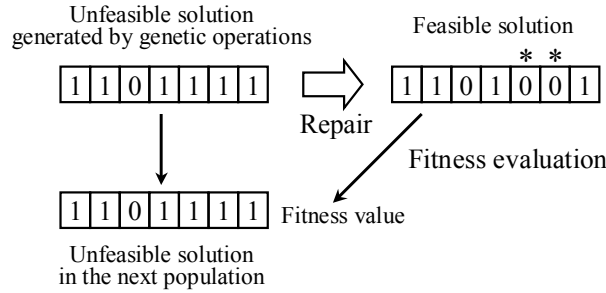 Unfeasible solution
generated by genetic operations
Feasible solution
* *
1 1 0 1 1 1 1
1 1 0 1 0 0 1
Repair
Fitness evaluation
1 1 0 1 1 1 1
Fitness value
Unfeasible solution
in the next population